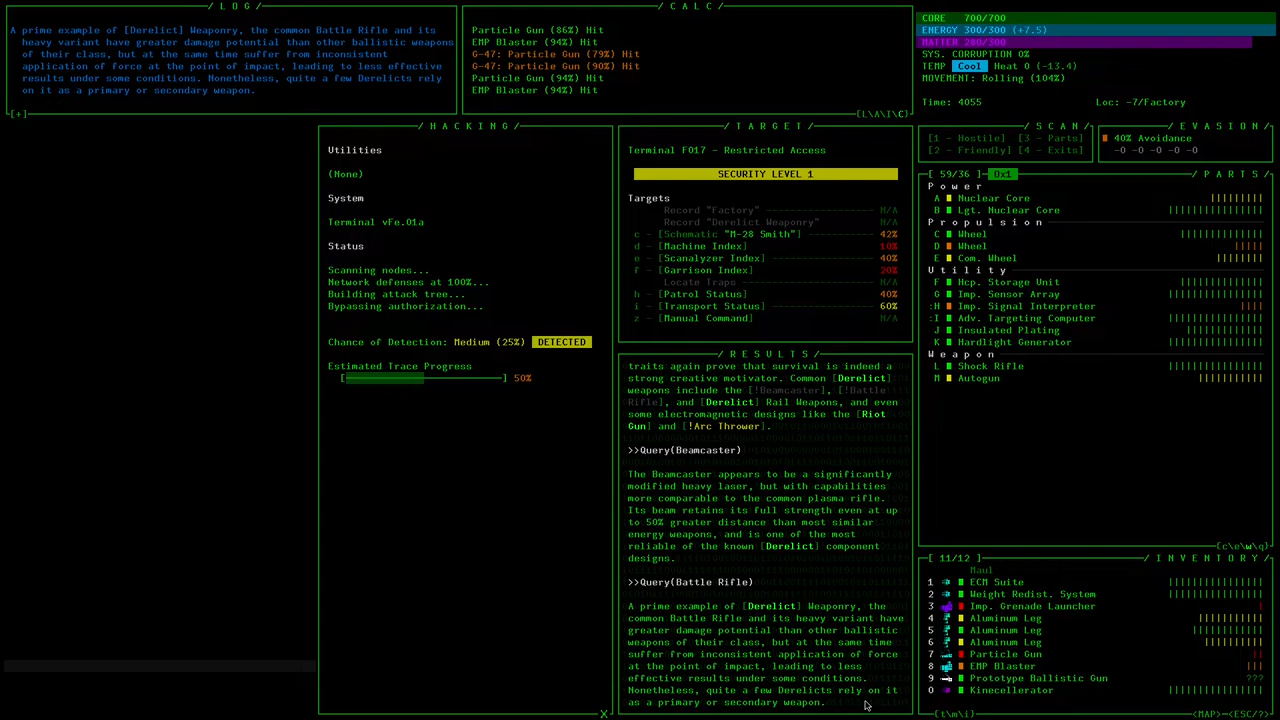 / L O G /
A prime example of [Derelict] Weaponry, the common Battle Rifle and its
heavy variant have greater damage potential than other ballistic weapons
of their class, but at the same time suffer from inconsistent
application of force at the point of impact, leading to less effective
results under some conditions. Nonetheless, quite a few Derelicts rely
on it as a primary or secondary weapon.
[+]
/ C A L C /
Particle Gun (86%) Hit
EMP Blaster (94%) Hit
G-47: Particle Gun (79%) Hit
G-47: Particle Gun (90%) Hit
Particle Gun (94%) Hit
EMP Blaster (94%) Hit
[L\A\I\C]
CORE 700/700
ENERGY 300/300 (+7.5)
MATTER 280/300
SYS. CORRUPTION 0%
TEMP Cool Heat 0 (-13.4)
MOVEMENT: Rolling (104%)
Time: 4055 Loc: -7/Factory
/ H A C K I N G /
Utilities
(None)
System
Terminal vfe.01a
Status
Scanning nodes...
Network defenses at 100%...
Building attack tree...
Bypassing authorization...
Chance of Detection: Medium (25%) DETECTED
Estimated Trace Progress
[ ] 50%
X
/ T A R G E T /
Terminal F017 - Restricted Access
SECURITY LEVEL 1
Targets
Record "Factory" N/A
Record "Derelict Weaponry" N/A
c - [Schematic "M-28 Smith"] 42%
d - [Machine Index] 10%
e - [Scanalyzer Index] 40%
f - [Garrison Index] 20%
Locate Traps N/A
h - [Patrol Status] 40%
i - [Transport Status] 60%
z - [Manual Command] N/A
/ R E S U L T S /
traits again prove that survival is indeed a
strong creative motivator. Common [Derelict]
weapons include the [!Beamcaster], [!Battle
Rifle], and [Derelict] Rail Weapons, and even
some electromagnetic designs like the [Riot
Gun] and [!Arc Thrower].
>>Query(Beamcaster)
The Beamcaster appears to be a significantly
modified heavy laser, but with capabilities
more comparable to the common plasma rifle.
Its beam retains its full strength even at up
to 50% greater distance than most similar
energy weapons, and is one of the most
reliable of the known [Derelict] component
designs.
>>Query(Battle Rifle)
A prime example of [Derelict] Weaponry, the
common Battle Rifle and its heavy variant have
greater damage potential than other ballistic
weapons of their class, but at the same time
suffer from inconsistent application of force
at the point of impact, leading to less
effective results under some conditions.
Nonetheless, quite a few Derelicts rely on it
as a primary or secondary weapon.
/ S C A N /
[1 - Hostile] [3 - Parts]
[2 - Friendly] [4 - Exits]
/ E V A S I O N /
40% Avoidance
-0 -0 -0 -0 -0
[ 59/36 ] 0x1 / P A R T S /
P o w e r
A Nuclear Core
B Lgt. Nuclear Core
P r o p u l s i o n
C Wheel
D Wheel
E Com. Wheel
U t i l i t y
F Hcp. Storage Unit
G Imp. Sensor Array
:H Imp. Signal Interpreter
:I Adv. Targeting Computer
J Insulated Plating
K Hardlight Generator
W e a p o n
L Shock Rifle
M Autogun
[c\e\w\q]
[ 11/12 ] / I N V E N T O R Y /
Maul
1 ECM Suite
2 Weight Redist. System
3 Imp. Grenade Launcher
4 Aluminum Leg
5 Aluminum Leg
6 Aluminum Leg
7 Particle Gun
8 EMP Blaster
9 Prototype Ballistic Gun ???
0 Kinecellerator
[t\m\i] <MAP> <ESC/?>